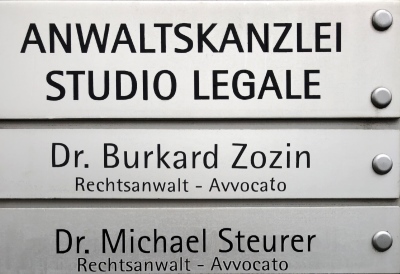 ANWALTSKANZLEI
STUDIO LEGALE
Dr. Burkard Zozin
Rechtsanwalt - Avvocato
Dr. Michael Steurer
Rechtsanwalt - Avvocato